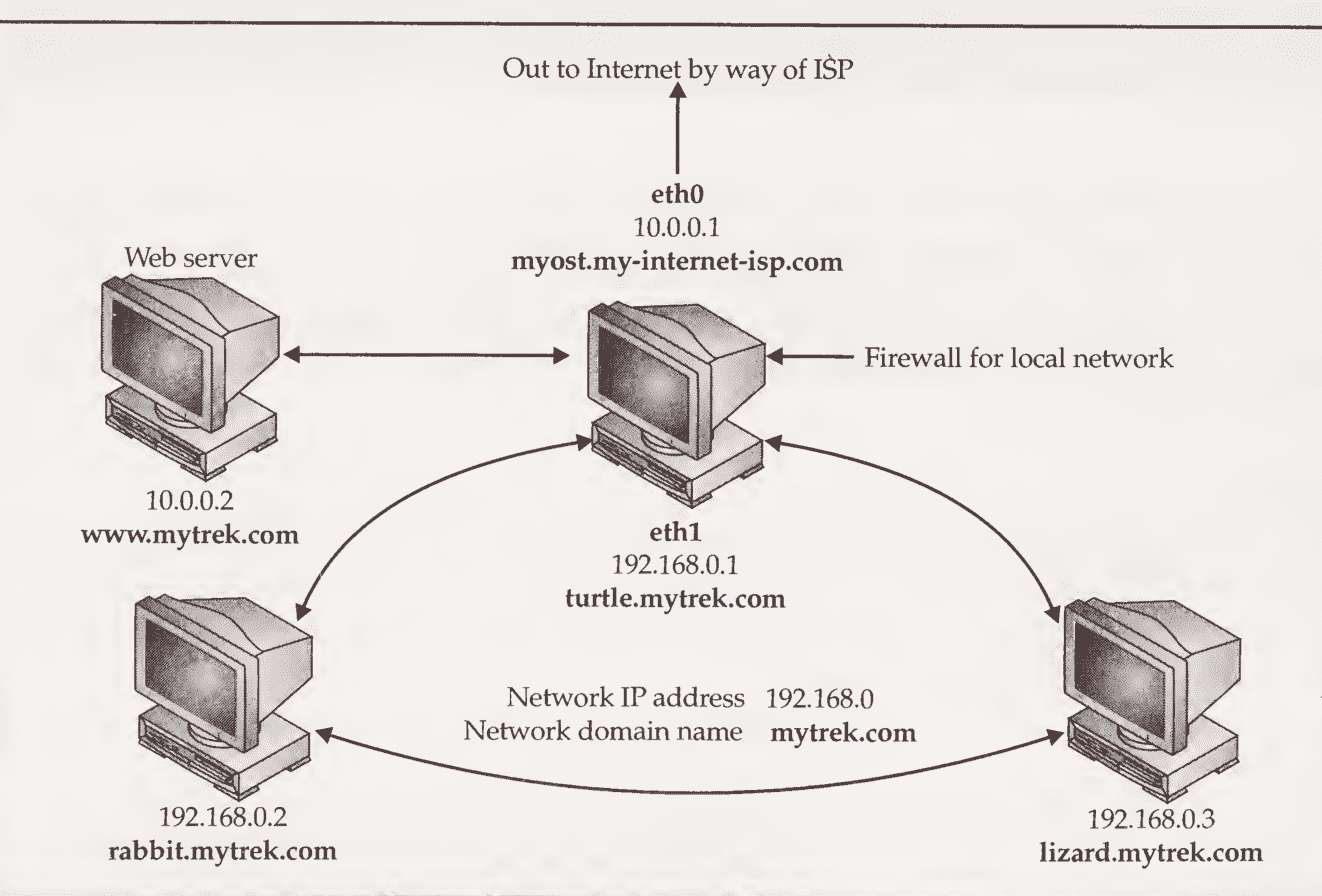 Out to Internet by way of ISP
eth0
10.0.0.1
myost.my-internet-isp.com
Web server
Firewall for local network
10.0.0.2
www.mytrek.com
eth1
192.168.0.1
turtle.mytrek.com
Network IP address 192.168.0
Network domain name mytrek.com
192.168.0.2
rabbit.mytrek.com
192.168.0.3
lizard.mytrek.com